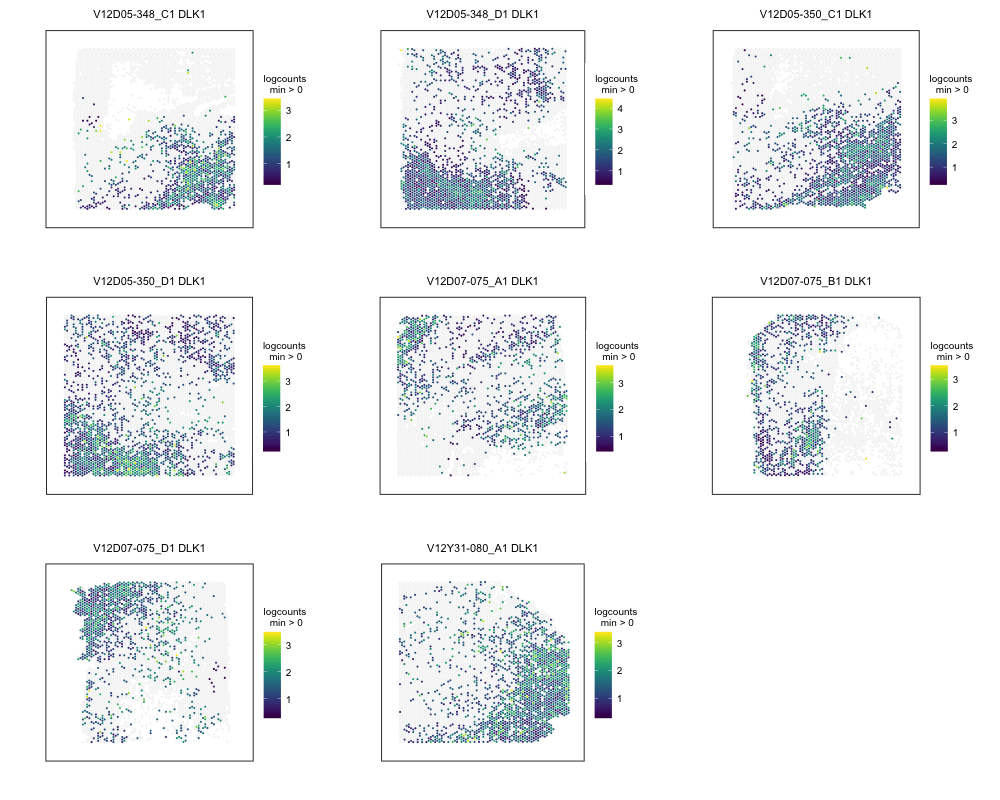 V12D05-348_C1 DLK1
logcounts
min > 0
3
2
1
V12D05-348_D1 DLK1
logcounts
min > 0
4
3
2
1
V12D05-350_C1 DLK1
logcounts
min > 0
3
2
1
V12D05-350_D1 DLK1
logcounts
min > 0
3
2
1
V12D07-075_A1 DLK1
logcounts
min > 0
3
2
1
V12D07-075_B1 DLK1
logcounts
min > 0
3
2
1
V12D07-075_D1 DLK1
logcounts
min > 0
3
2
1
V12Y31-080_A1 DLK1
logcounts
min > 0
3
2
1